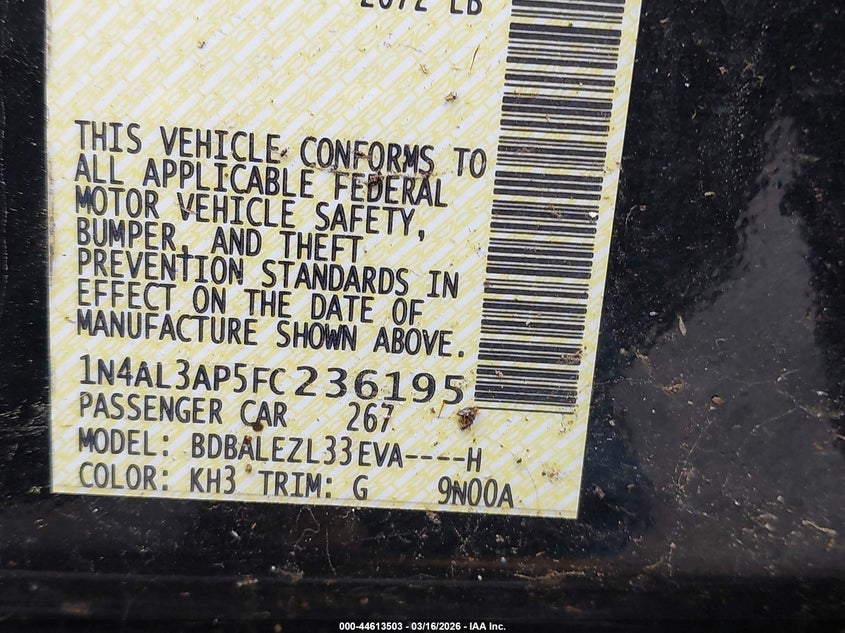 2672 LB
THIS VEHICLE CONFORMS TO
ALL APPLICABLE FEDERAL
MOTOR VEHICLE SAFETY,
BUMPER, AND THEFT
PREVENTION STANDARDS IN
EFFECT ON THE DATE OF
MANUFACTURE SHOWN ABOVE.
1N4AL3AP5FC236195
PASSENGER CAR 267
MODEL: BDBALEZL33EVA----H
COLOR: KH3 TRIM: G 9N00A
000-44613503 - 03/16/2026 - IAA Inc.